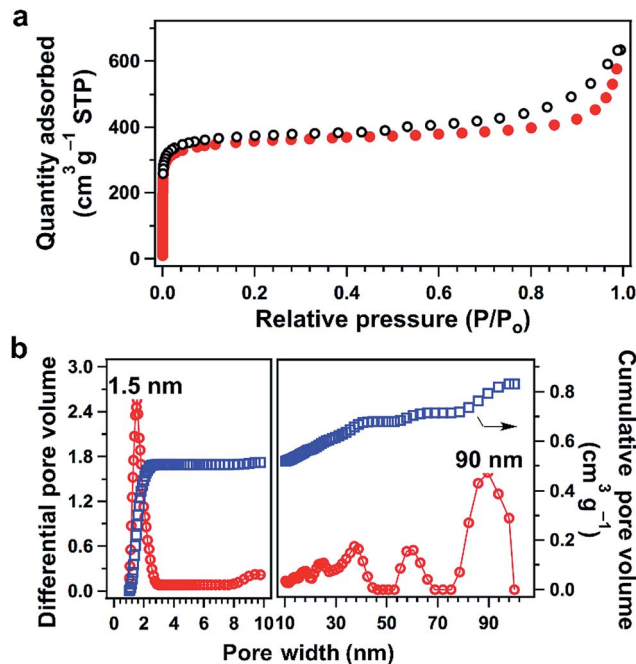 a
Quantity adsorbed
(cm³ g⁻¹ STP)
600
400
200
0
0.0 0.2 0.4 0.6 0.8 1.0
Relative pressure (P/Pₒ)
b
Differential pore volume
3.0
2.4
1.8
1.2
0.6
0.0
1.5 nm
90 nm
0.8
0.6
0.4
0.2
0.0
Cumulative pore volume
(cm³ g⁻¹)
0 2 4 6 8 10 10 30 50 70 90
Pore width (nm)